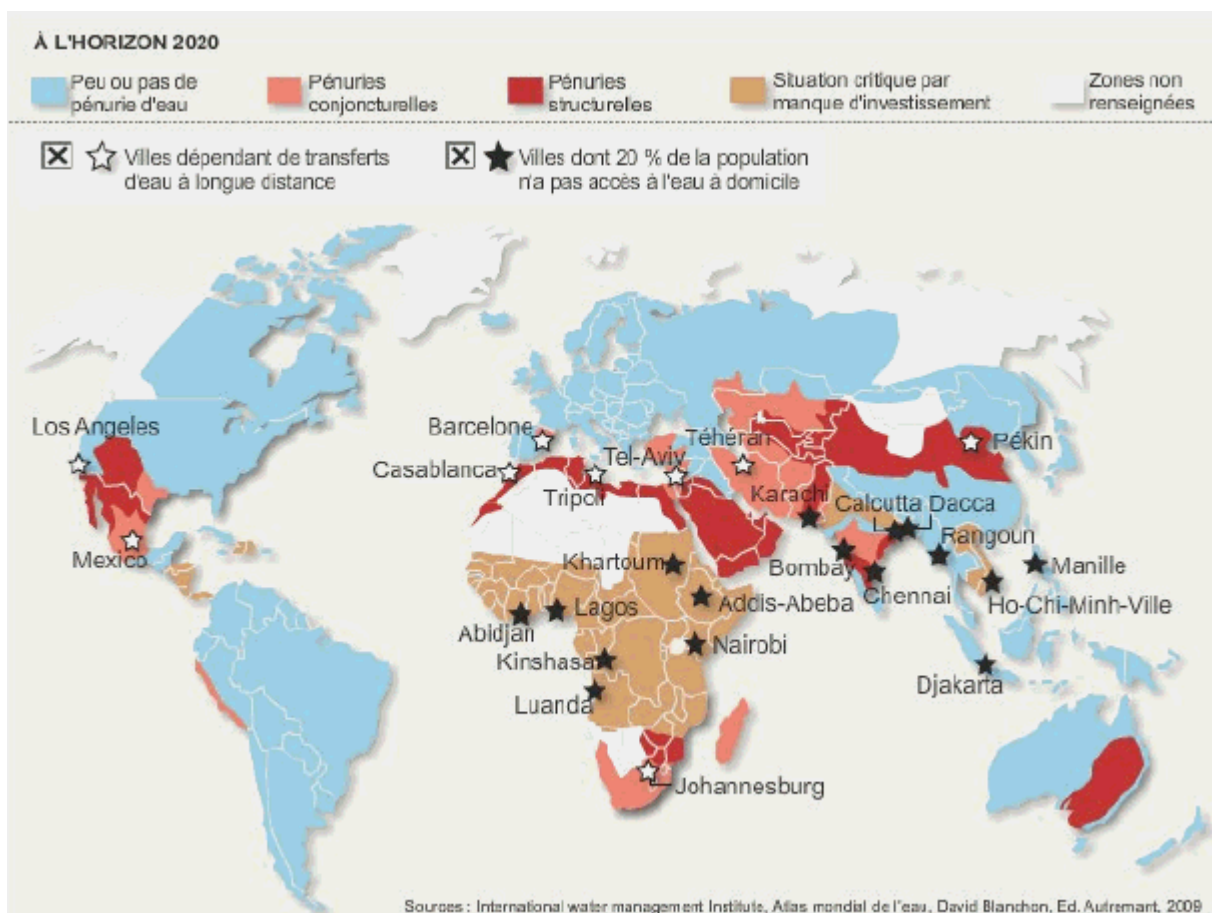 À L'HORIZON 2020
Peu ou pas de pénurie d'eau
Pénuries conjoncturelles
Pénuries structurelles
Situation critique par manque d'investissement
Zones non renseignées
Villes dépendant de transferts d'eau à longue distance
Villes dont 20 % de la population n'a pas accès à l'eau à domicile
Los Angeles
Mexico
Barcelone
Casablanca
Tripoli
Tel-Aviv
Téhéran
Pékin
Karachi
Calcutta Dacca
Rangoun
Manille
Khartoum
Bombay
Chennai
Ho-Chi-Minh-Ville
Addis-Abeba
Lagos
Abidjan
Nairobi
Kinshasa
Djakarta
Luanda
Johannesburg
Sources : International water management Institute, Atlas mondial de l'eau, David Blanchon, Ed. Autremant, 2009